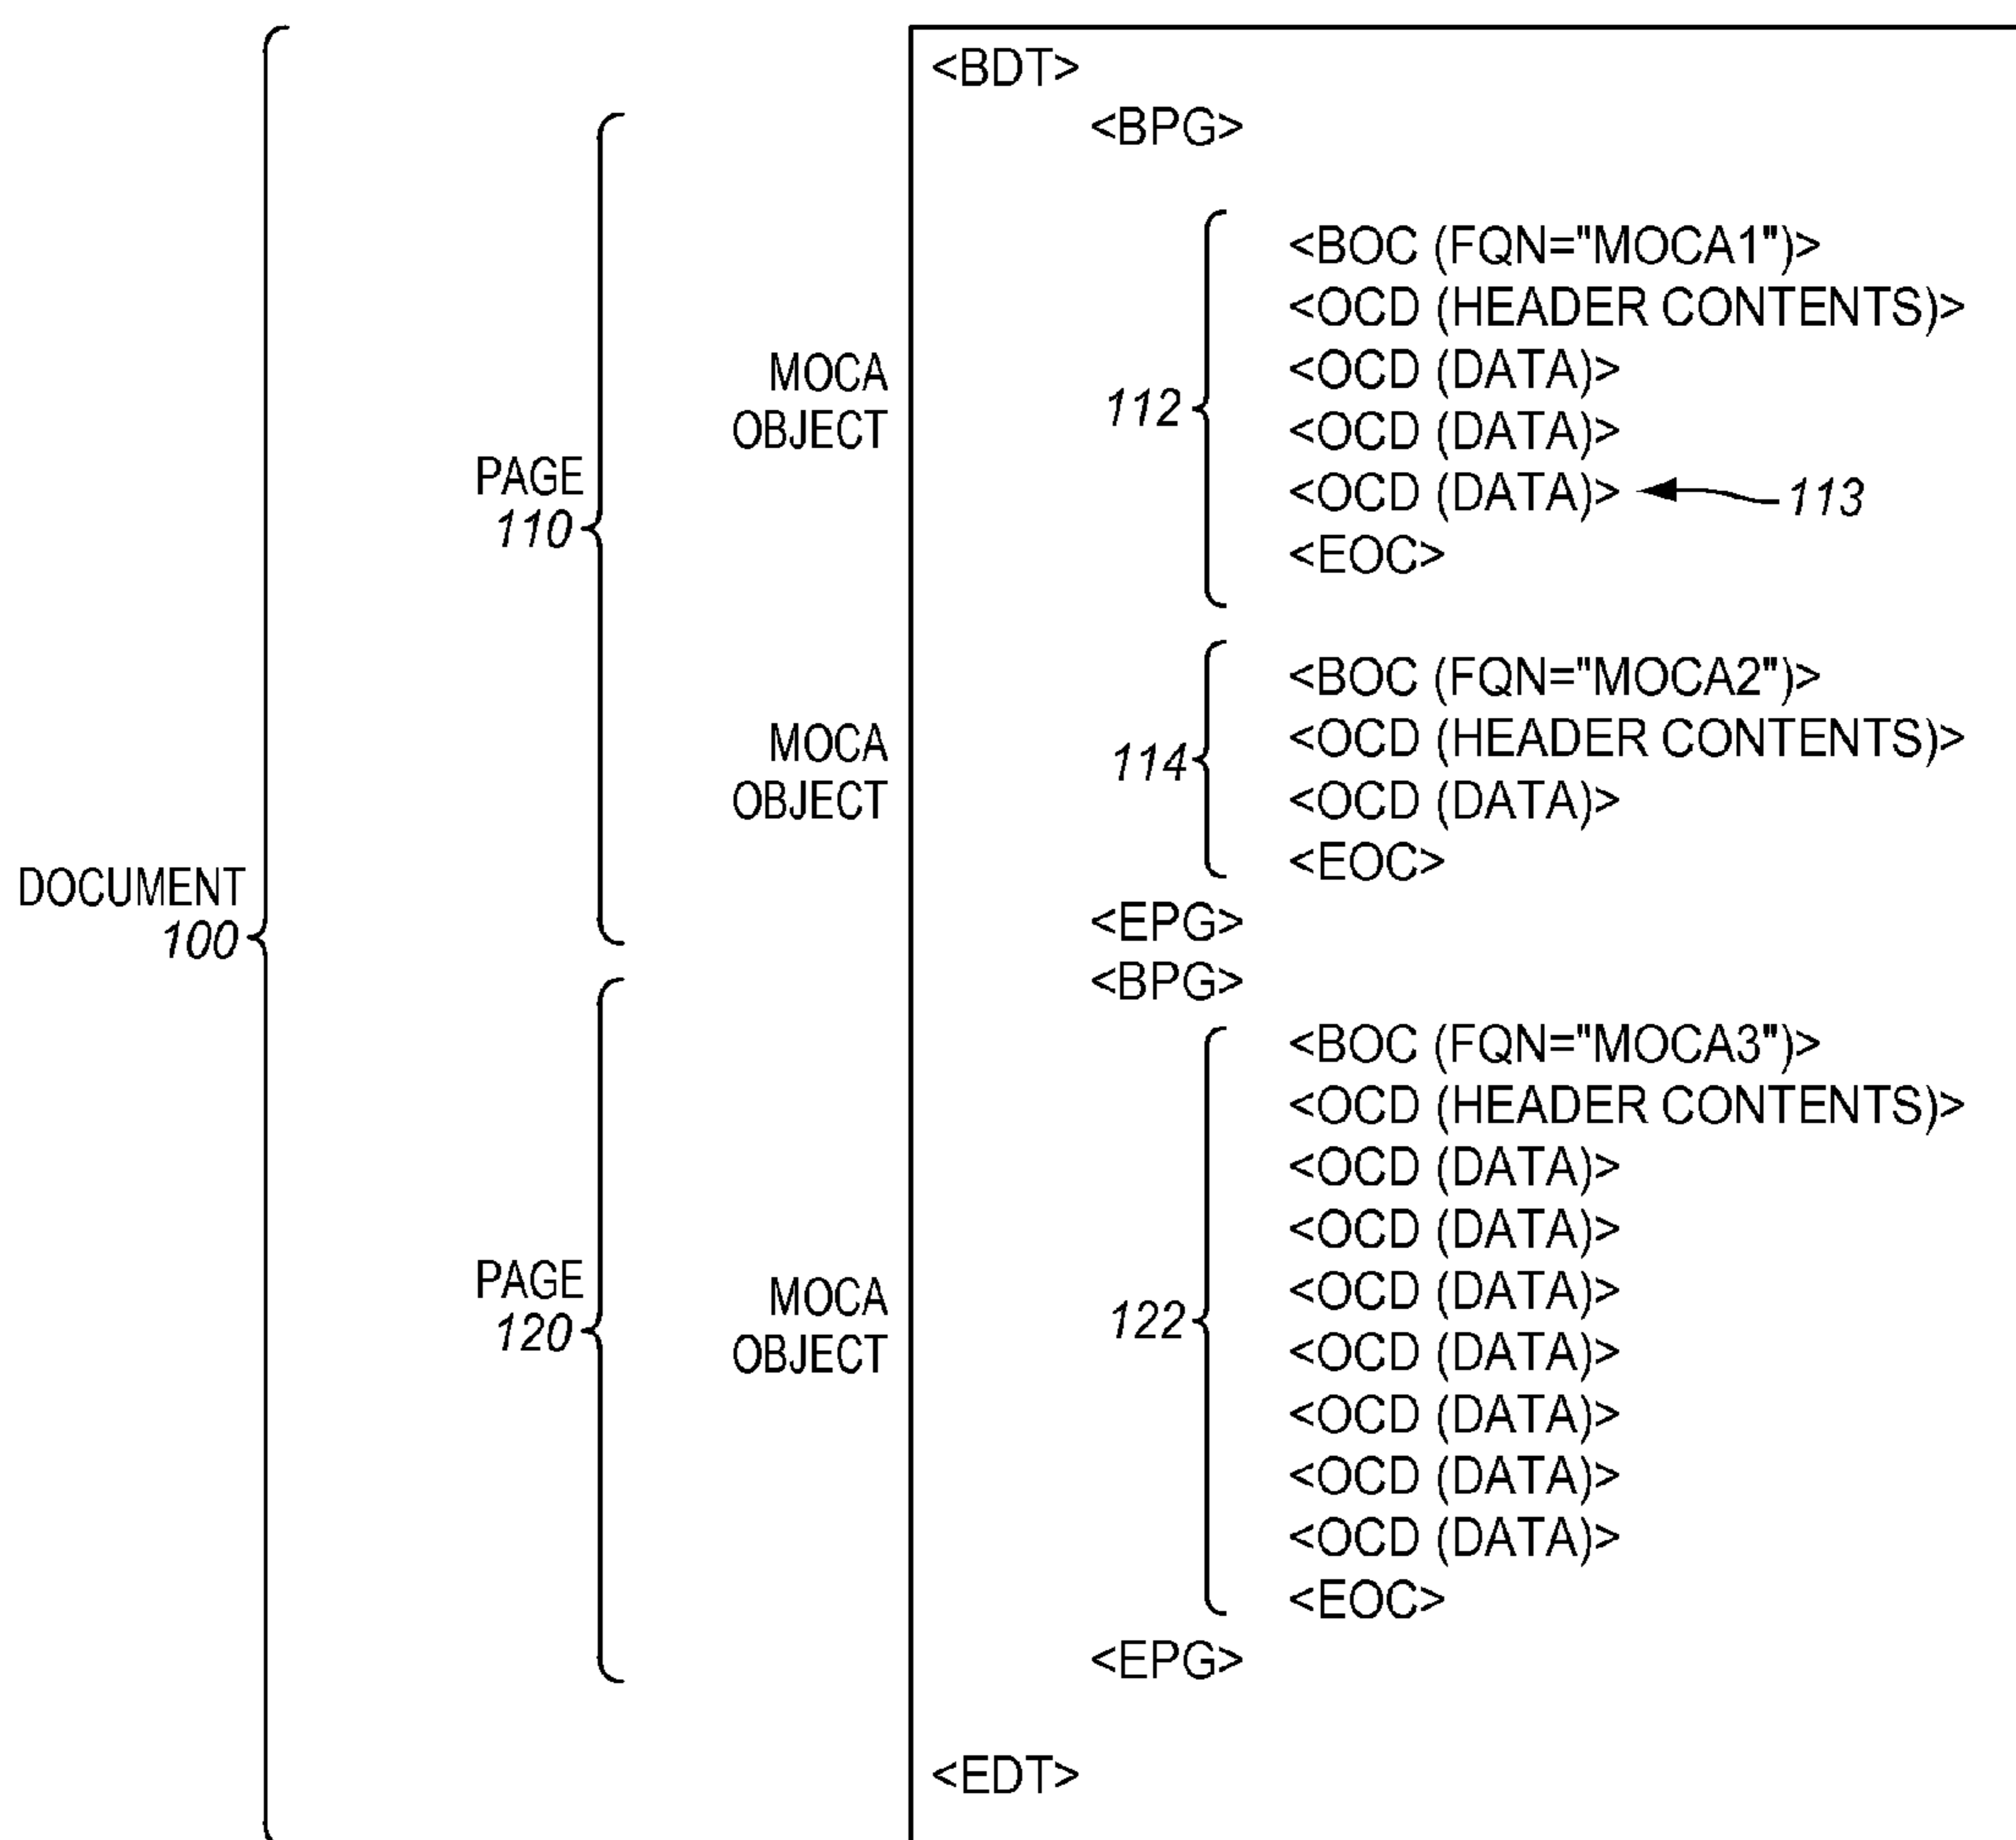 <BDT>
<BPG>
<BOC (FQN="MOCA1")>
<OCD (HEADER CONTENTS)>
MOCA
OBJECT
112
<OCD (DATA)>
<OCD (DATA)>
PAGE
110
<OCD (DATA)>
113
<EOC>
<BOC (FQN="MOCA2")>
MOCA
OBJECT
114
<OCD (HEADER CONTENTS)>
<OCD (DATA)>
<EOC>
DOCUMENT
100
<EPG>
<BPG>
<BOC (FQN="MOCA3")>
<OCD (HEADER CONTENTS)>
<OCD (DATA)>
<OCD (DATA)>
PAGE
120
MOCA
OBJECT
122
<OCD (DATA)>
<OCD (DATA)>
<OCD (DATA)>
<OCD (DATA)>
<OCD (DATA)>
<EOC>
<EPG>
<EDT>